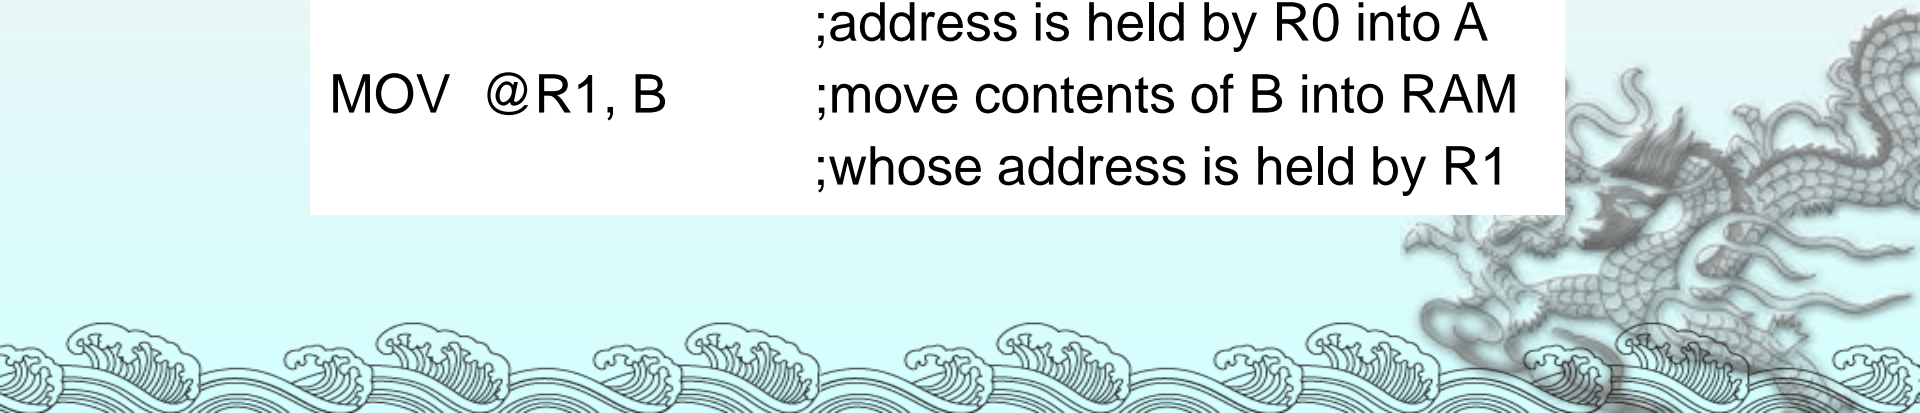 ;address is held by R0 into A
MOV @R1, B ;move contents of B into RAM
;whose address is held by R1